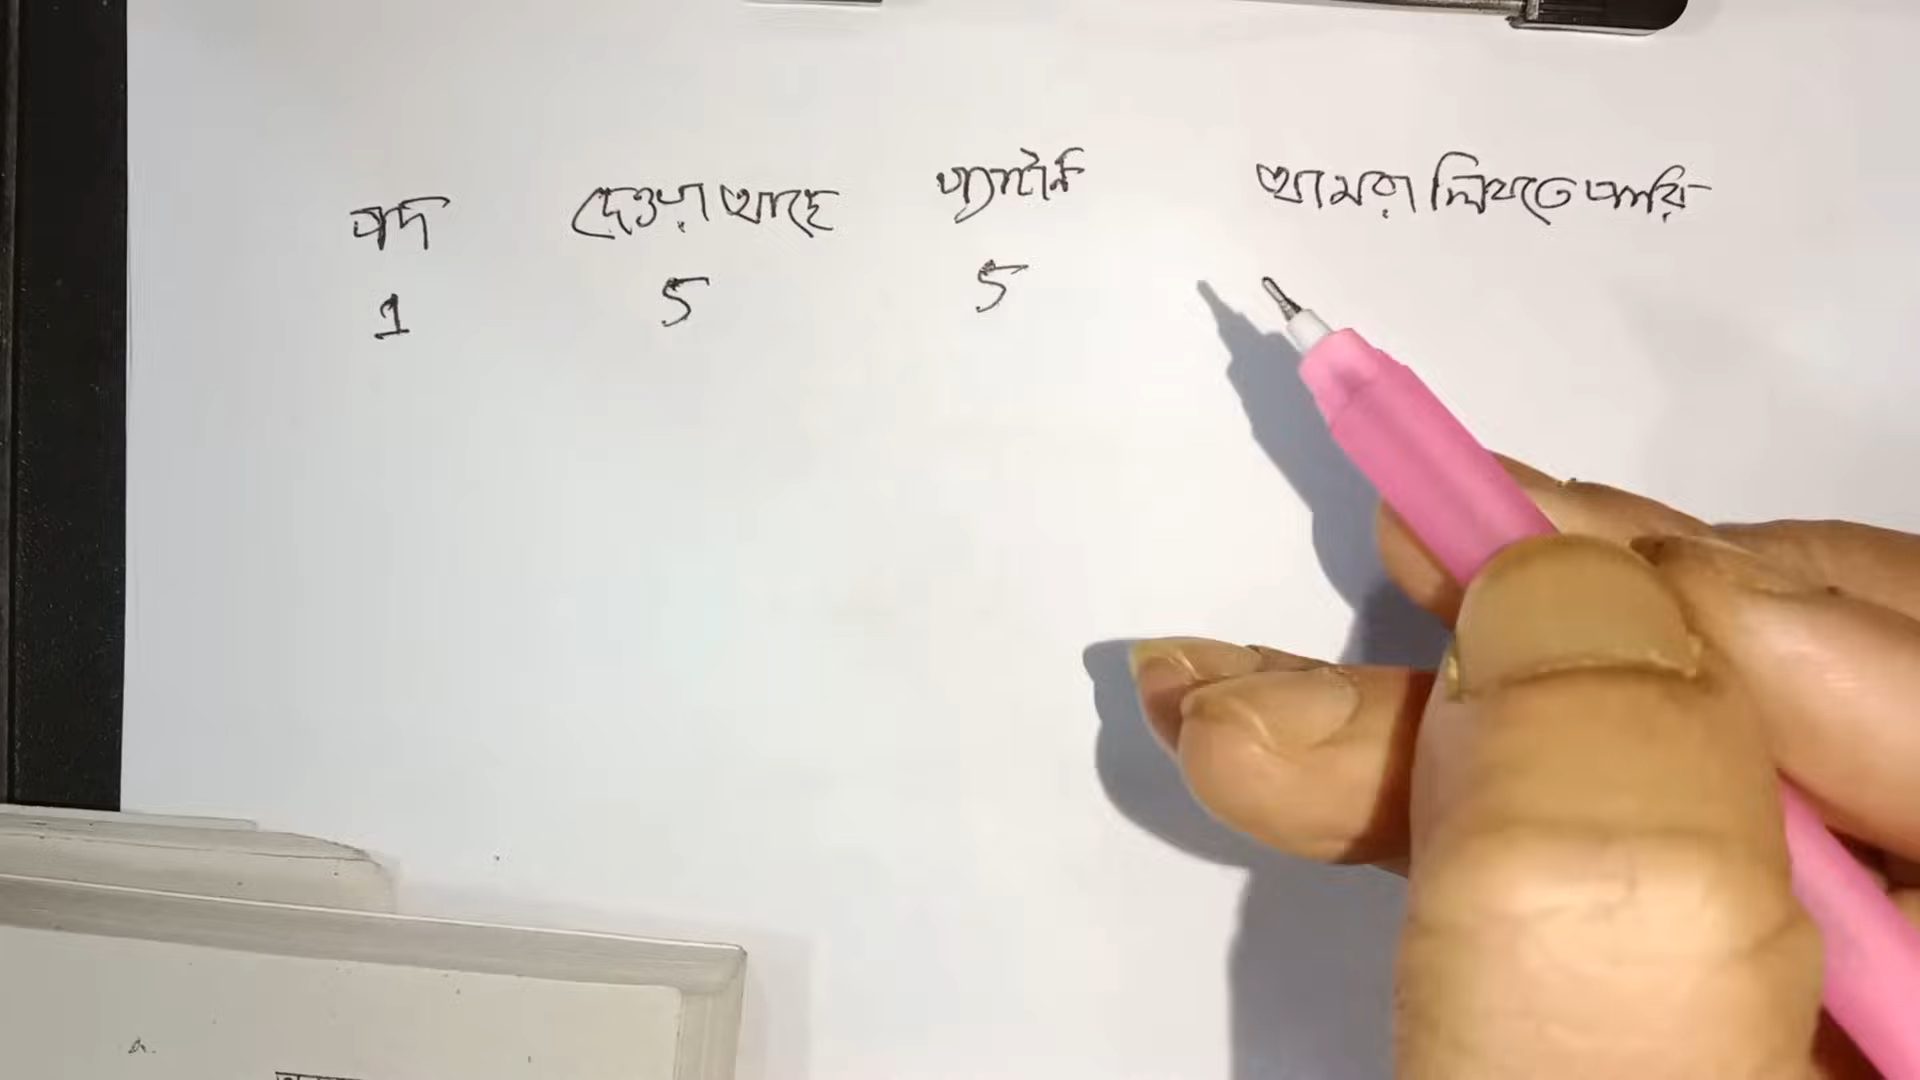 পদ দেওয়া আছে প্যাটার্ন আমরা লিখতে পারি
1 5 5